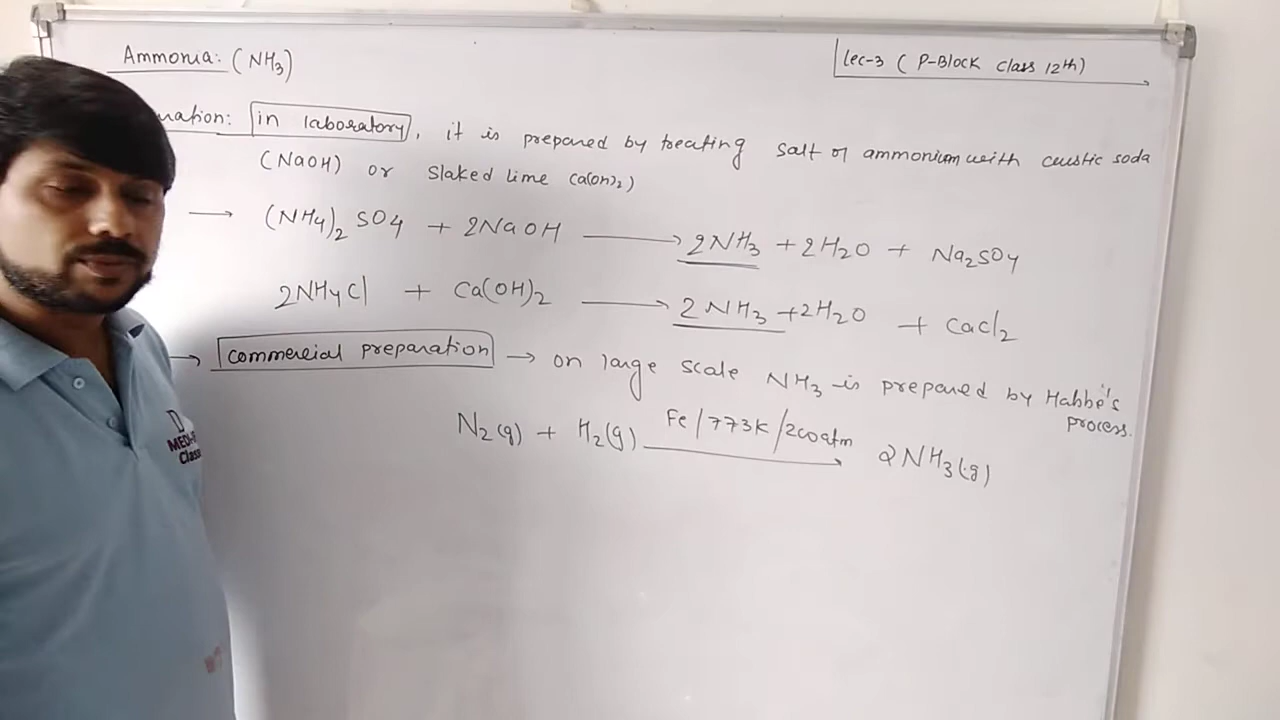 Ammonia: (NH3)
Lec-3 ( P-Block class 12th)
in laboratory, it is prepared by treating salt of ammonium with custic soda
(NaOH) or slaked lime Ca(OH)2)
→ (NH4)2 SO4 + 2NaOH → 2NH3 + 2H2O + Na2SO4
2NH4Cl + Ca(OH)2 → 2NH3 + 2H2O + CaCl2
→ commercial preparation → on large scale NH3 is prepared by Habbe's
process.
N2(g) + H2(g) Fe/773K/200atm → 2NH3(g)